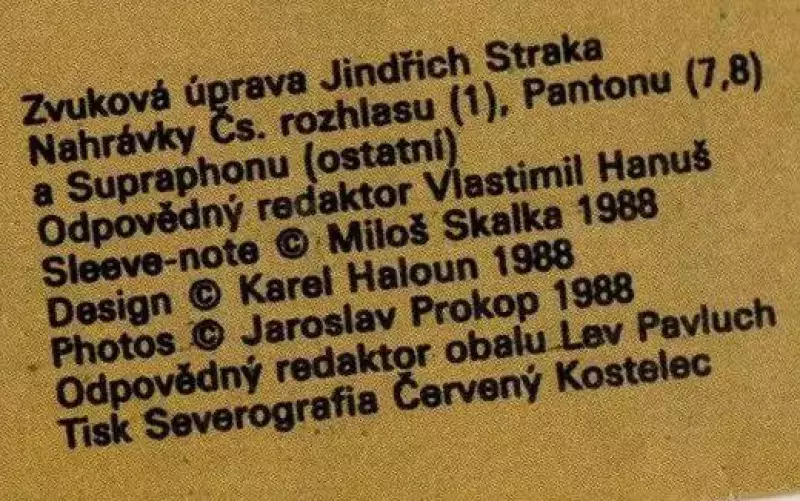 Zvuková úprava Jindřich Straka
Nahrávky Čs. rozhlasu (1), Pantonu (7,8)
a Supraphonu (ostatní)
Odpovědný redaktor Vlastimil Hanuš
Sleeve-note © Miloš Skalka 1988
Design © Karel Haloun 1988
Photos © Jaroslav Prokop 1988
Odpovědný redaktor obalu Lev Pavluch
Tisk Severografia Červený Kostelec